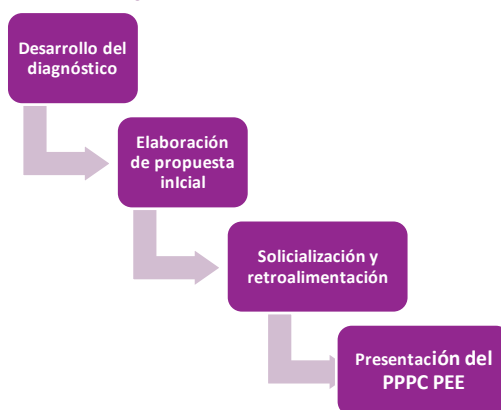 Desarrollo del
diagnóstico
Elaboración
de propuesta
inIcial
Solicialización y
retroalimentación
Presentación del
PPPC PEE